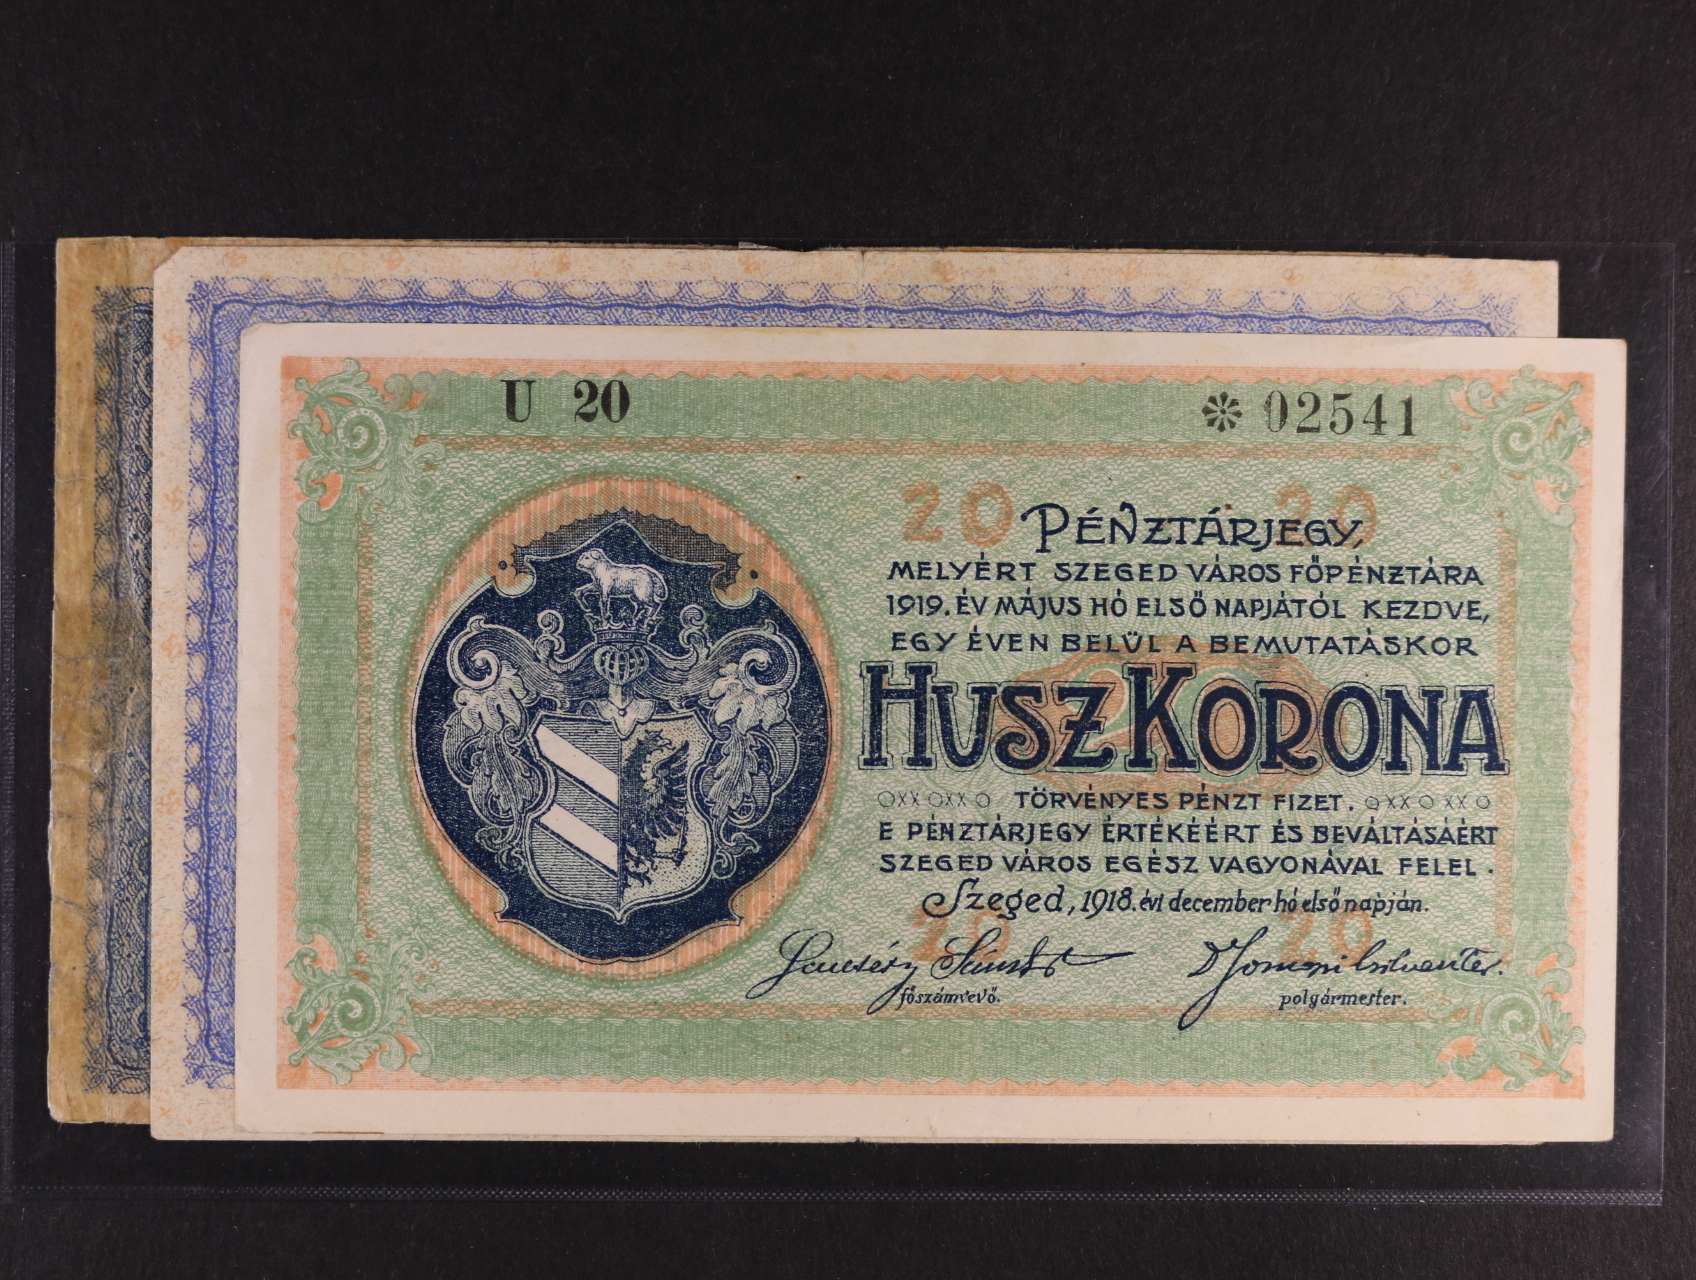 U 20 02541
20 20
PÉNZTÁRJEGY,
MELYÉRT SZEGED VÁROS FŐPÉNZTÁRA
1919. ÉV MÁJUS HÓ ELSŐ NAPJÁTÓL KEZDVE,
EGY ÉVEN BELÜL A BEMUTATÁSKOR
20
HUSZ KORONA
TÖRVÉNYES PÉNZT FIZET.
E PÉNZTÁRJEGY ÉRTÉKÉÉRT ÉS BEVÁLTÁSÁÉRT
SZEGED VÁROS EGÉSZ VAGYONÁVAL FELEL.
Szeged, 1918. évi december hó első napján.
20 20
főszámvevő. polgármester.